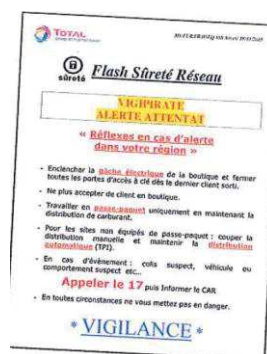 TOTAL
sûreté
Flash Sûreté Réseau
VIGIPIRATE
ALERTE ATTENTAT
« Réflexes en cas d'alerte
dans votre région »
- Enclencher la gâche électrique de la boutique et fermer
toutes les portes d'accès à clé dès le dernier client sorti.
- Ne plus accepter de client en boutique.
- Travailler en passe-paquet uniquement en maintenant la
distribution de carburant.
- Pour les sites non équipés de passe-paquet : couper la
distribution manuelle et maintenir la distribution
automatique (TPI).
- En cas d'évènement : colis suspect, véhicule ou
comportement suspect etc...
Appeler le 17 puis Informer le CAR
- En toutes circonstances ne vous mettez pas en danger.
* VIGILANCE *